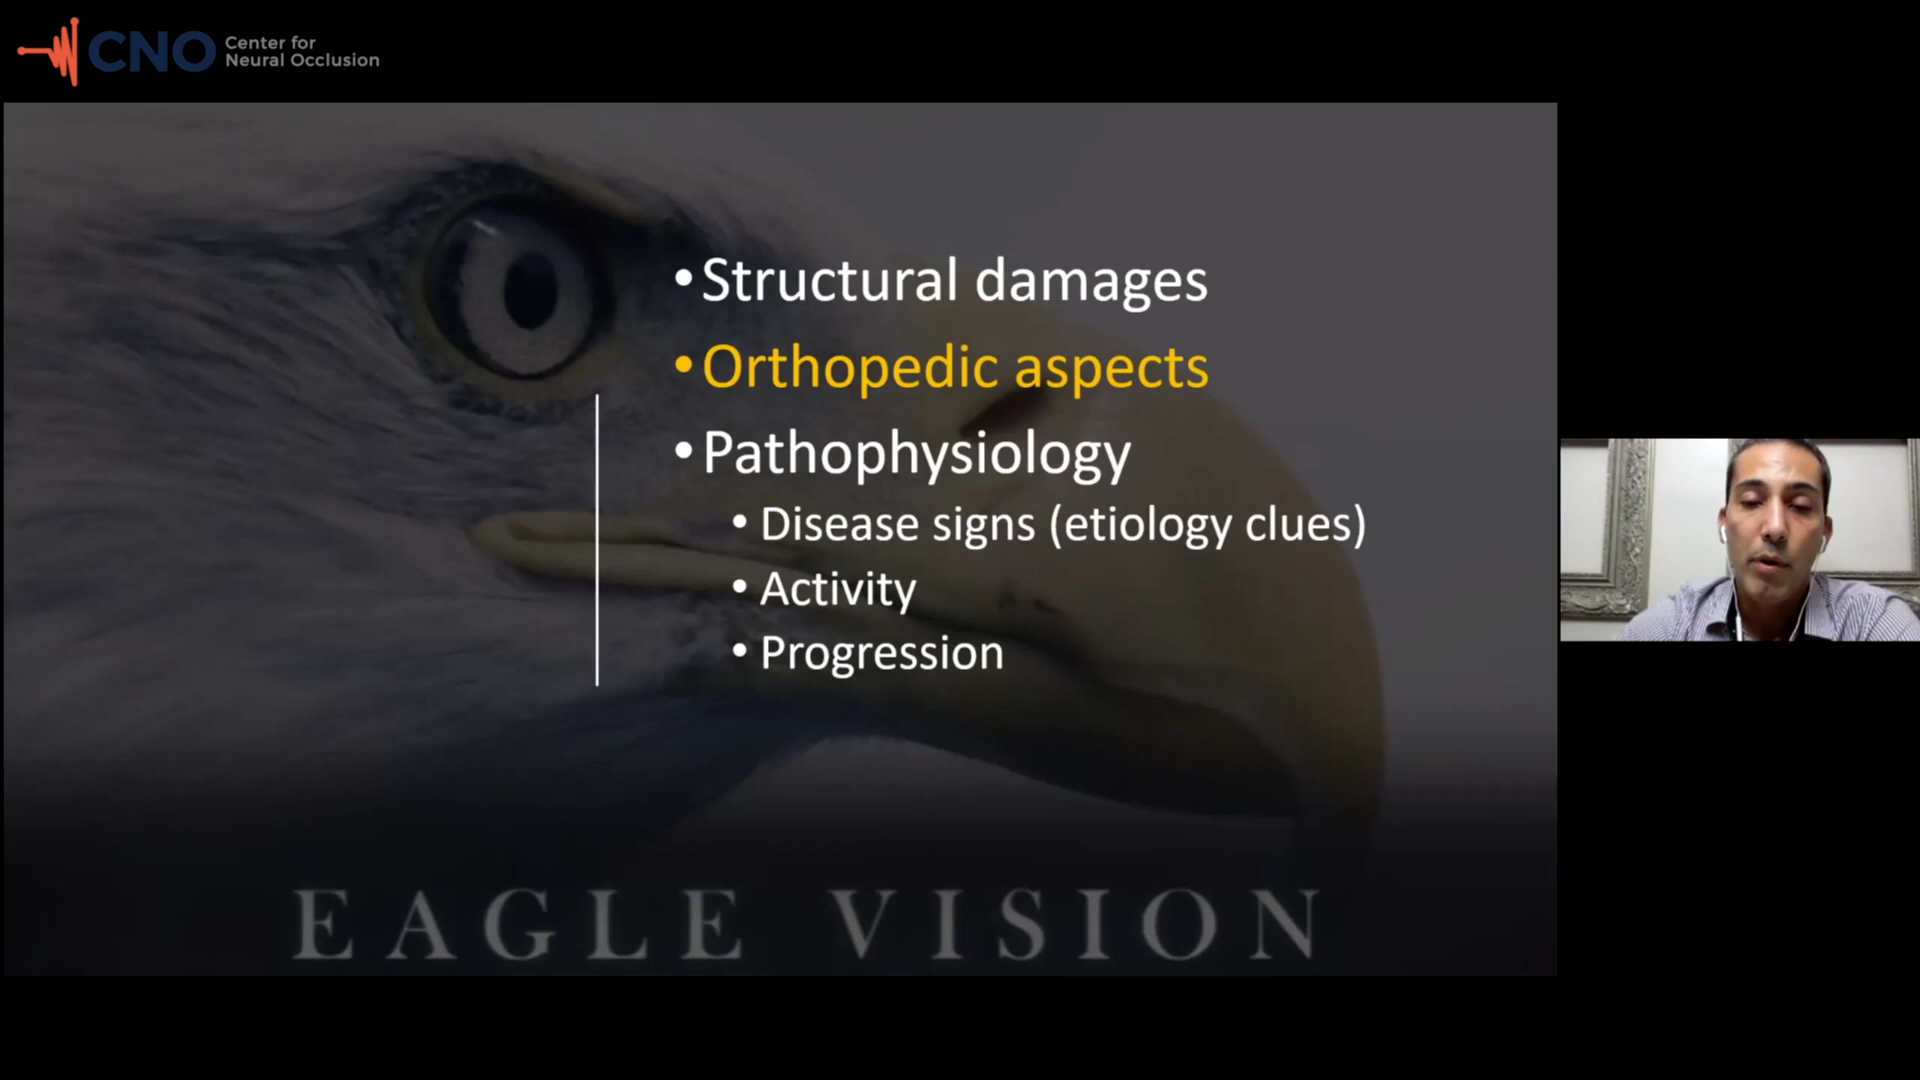 CNO
Center for
Neural Occlusion
• Structural damages
• Orthopedic aspects
• Pathophysiology
• Disease signs (etiology clues)
• Activity
• Progression
EAGLE VISION